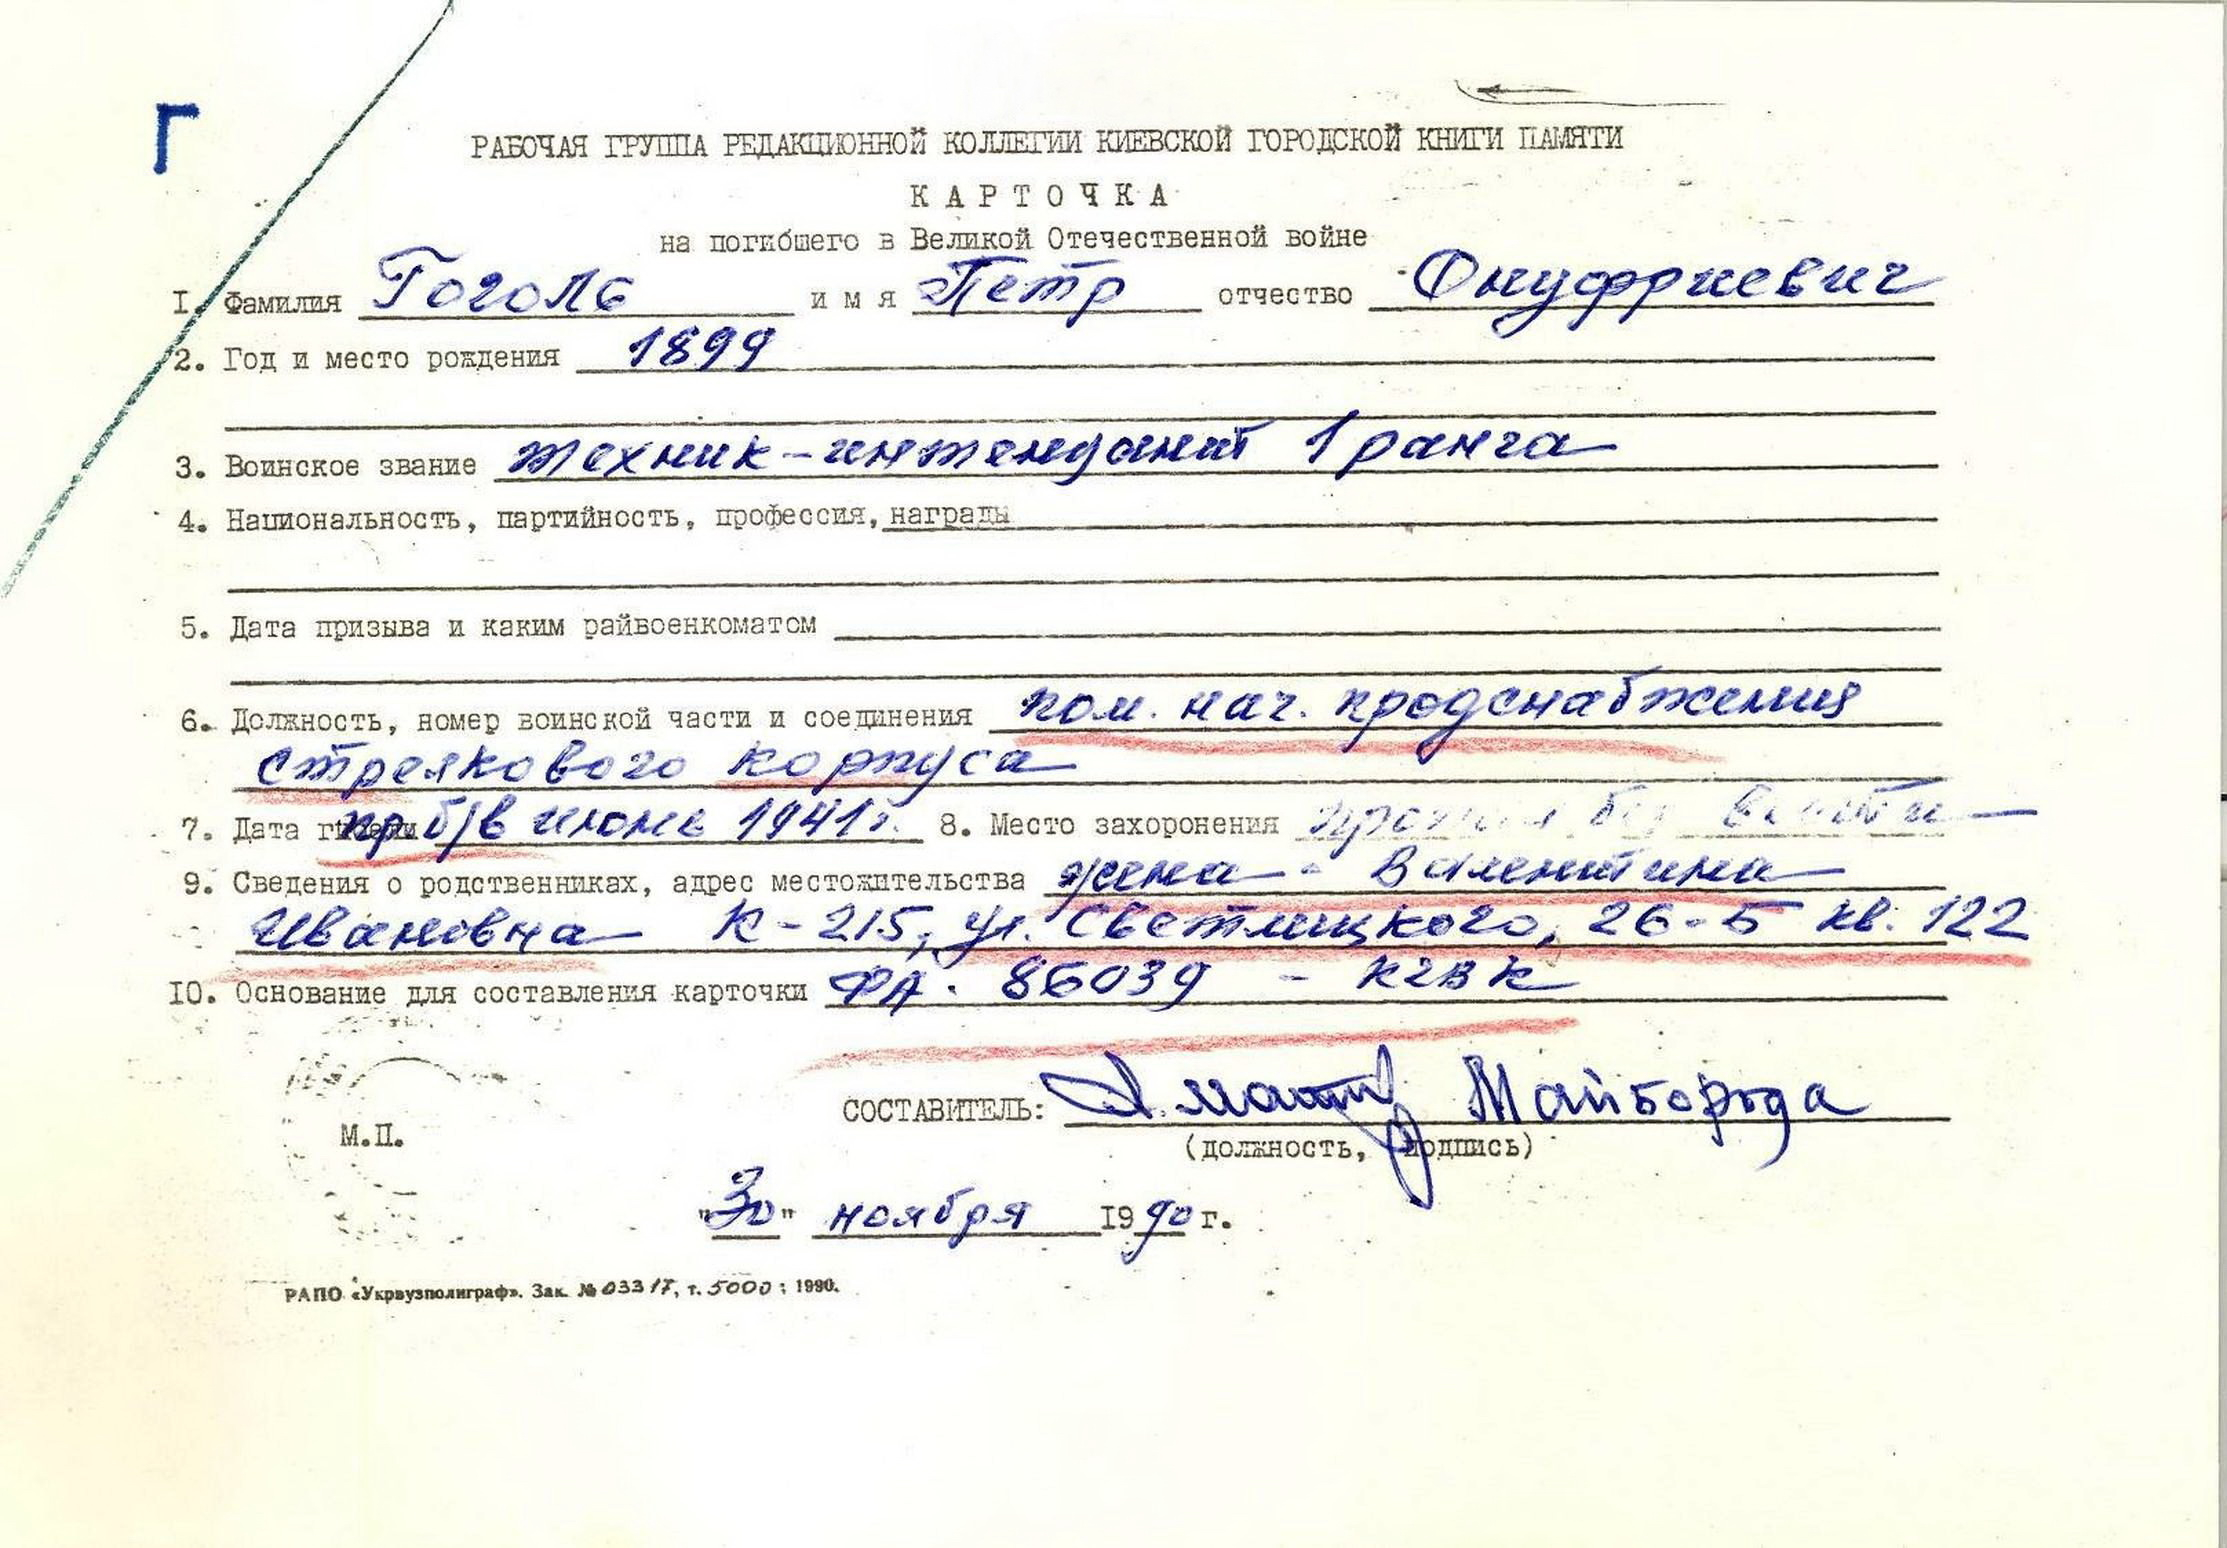 Г
РАБОЧАЯ ГРУППА РЕДАКЦИОННОЙ КОЛЛЕГИИ КИЕВСКОЙ ГОРОДСКОЙ КНИГИ ПАМЯТИ
КАРТОЧКА
на погибшего в Великой Отечественной войне
1. Фамилия Гоголь имя Петр отчество Онуфриевич
2. Год и место рождения 1899
3. Воинское звание техник-интендант 1 ранга
4. Национальность, партийность, профессия, награды
5. Дата призыва и каким райвоенкоматом
6. Должность, номер воинской части и соединения пом. нач. продснабжения
стрелкового корпуса
7. Дата гибели пр б/в июне 1941г. 8. Место захоронения
9. Сведения о родственниках, адрес местожительства жена - Валентина
Ивановна К-215, ул. Светлицкого, 26-5 кв. 122
10. Основание для составления карточки ФА. 86039 - КГВК
СОСТАВИТЕЛЬ: Майборода
М.П. (должность, подпись)
"30" ноября 1990 г.
РАПО «Укрвузполиграф». Зак. № 03317, т. 5000; 1990.